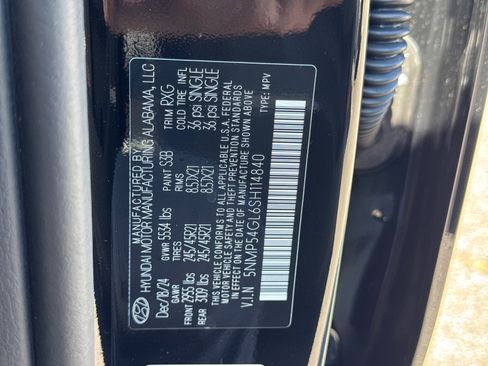 MANUFACTURED BY
HYUNDAI MOTOR MANUFACTURING ALABAMA, LLC
Dec/18/24 GVWR 5534 lbs PAINT S3B TRIM RXG
GAWR TIRES RIMS COLD TIRE INFL
FRONT 2955 lbs 245/45R21 8.5JX21 36 psi SINGLE
REAR 3109 lbs 245/45R21 8.5JX21 36 psi SINGLE
THIS VEHICLE CONFORMS TO ALL APPLICABLE U.S.A. FEDERAL
MOTOR VEHICLE SAFETY AND THEFT PREVENTION STANDARDS
IN EFFECT ON THE DATE OF MANUFACTURE SHOWN ABOVE
V.I.N 5NMP54GL6SH114840 TYPE: MPV